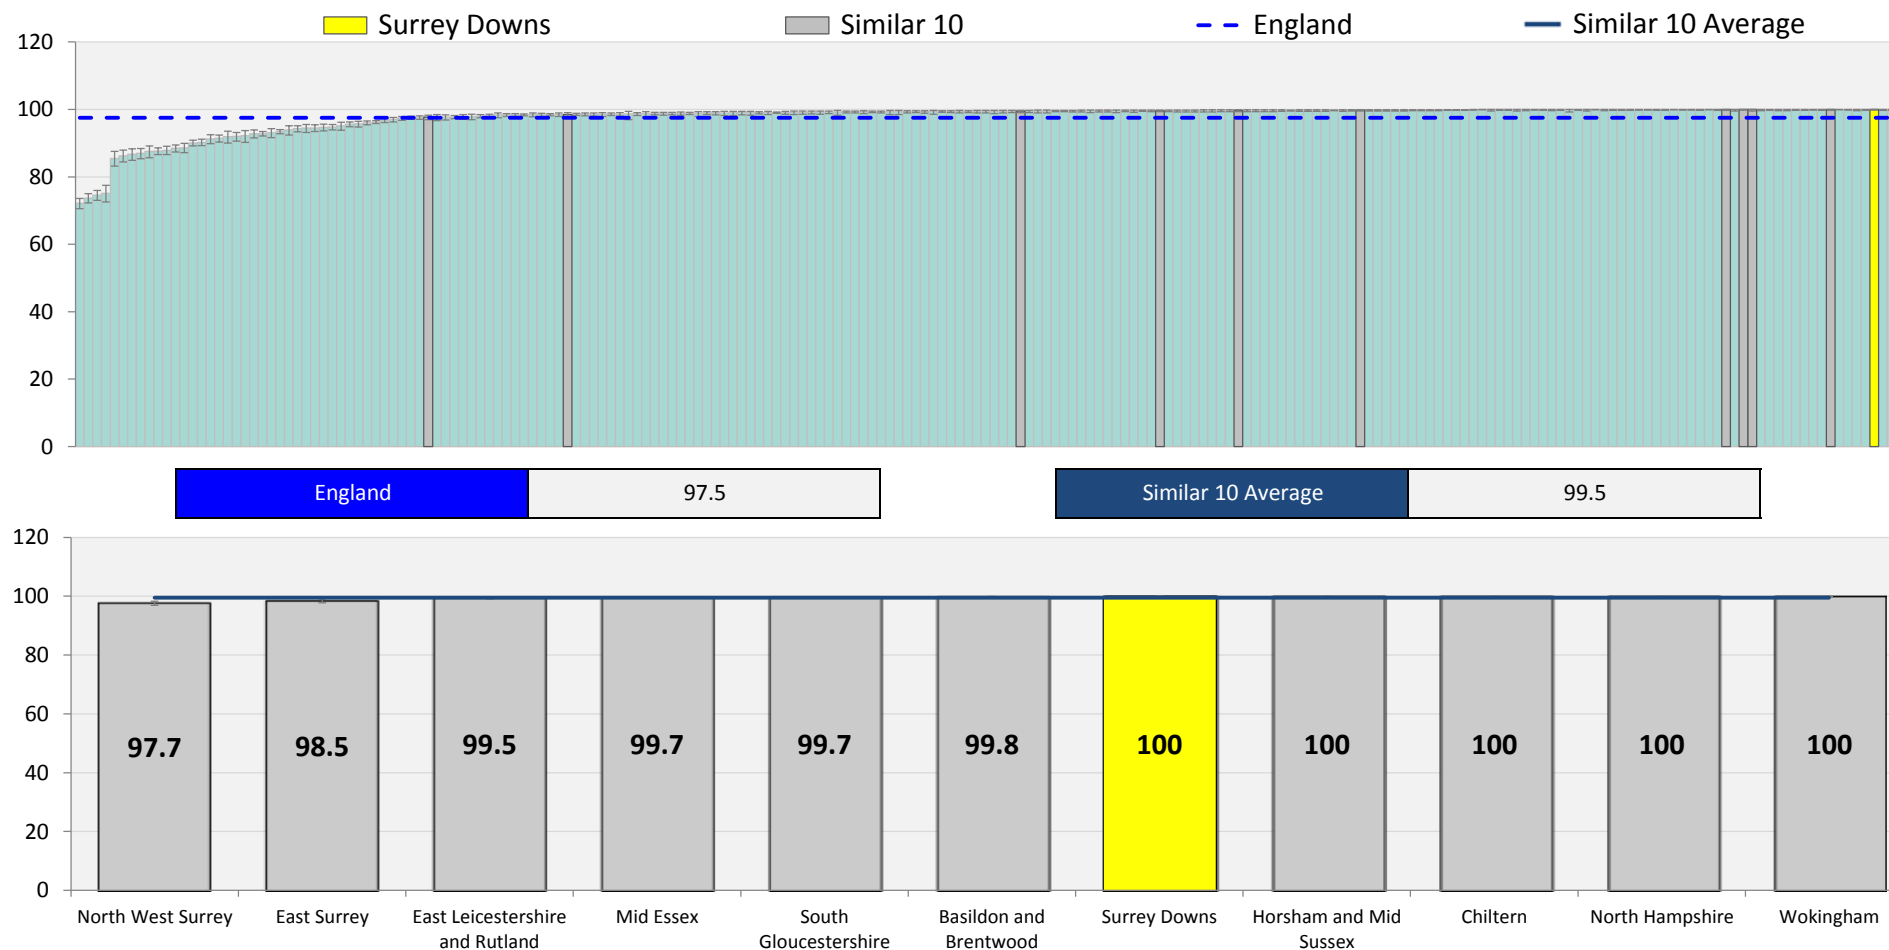 Surrey Downs Similar 10 England Similar 10 Average
120
100
80
60
40
20
0
England 97.5 Similar 10 Average 99.5
120
100
80
60
40
20
0
97.7 98.5 99.5 99.7 99.7 99.8 100 100 100 100 100
North West Surrey East Surrey East Leicestershire Mid Essex South Basildon and Surrey Downs Horsham and Mid Chiltern North Hampshire Wokingham
and Rutland Gloucestershire Brentwood Sussex